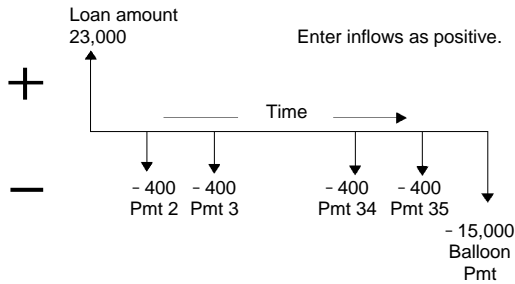 Loan amount
23,000
Enter inflows as positive.
+
Time
−
- 400
Pmt 2
- 400
Pmt 3
- 400
Pmt 34
- 400
Pmt 35
- 15,000
Balloon
Pmt